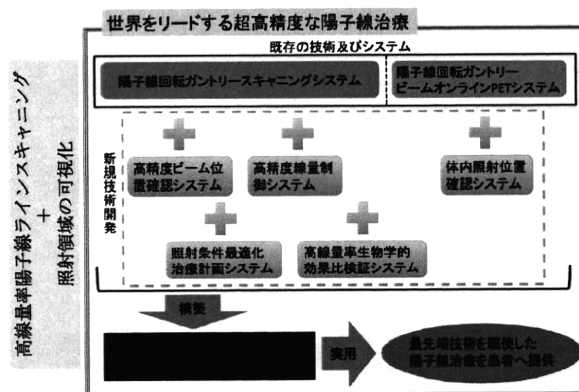 世界をリードする超高精度な陽子線治療
既存の技術及びシステム
陽子線回転ガントリースキャニングシステム
陽子線回転ガントリー
ビームオンラインPETシステム
高線量率陽子線ラインスキャニング
+
照射領域の可視化
新規技術開発
高精度ビーム位
置確認システム
高精度線量制
御システム
体内照射位置
確認システム
照射条件最適化
治療計画システム
高線量率生物学的
効果比検証システム
構築
実用
最先端技術を駆使した
陽子線治療を患者へ提供